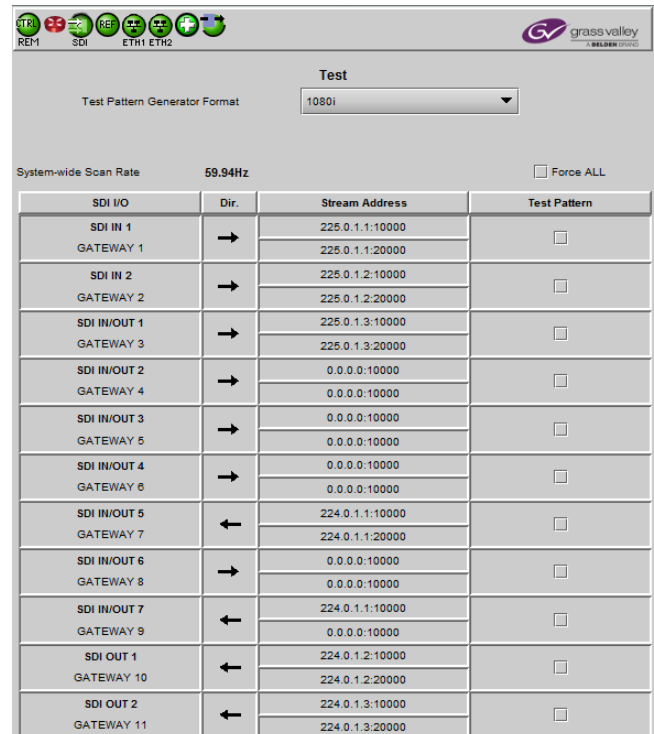 CTRL REF
REM SDI ETH1 ETH2
GV grassvalley
A BELDEN BRAND
Test
Test Pattern Generator Format 1080i
System-wide Scan Rate 59.94Hz Force ALL
SDI I/O Dir. Stream Address Test Pattern
SDI IN 1 225.0.1.1:10000
GATEWAY 1 225.0.1.1:20000
SDI IN 2 225.0.1.2:10000
GATEWAY 2 225.0.1.2:20000
SDI IN/OUT 1 225.0.1.3:10000
GATEWAY 3 225.0.1.3:20000
SDI IN/OUT 2 0.0.0.0:10000
GATEWAY 4 0.0.0.0:10000
SDI IN/OUT 3 0.0.0.0:10000
GATEWAY 5 0.0.0.0:10000
SDI IN/OUT 4 0.0.0.0:10000
GATEWAY 6 0.0.0.0:10000
SDI IN/OUT 5 224.0.1.1:10000
GATEWAY 7 224.0.1.1:20000
SDI IN/OUT 6 0.0.0.0:10000
GATEWAY 8 0.0.0.0:10000
SDI IN/OUT 7 224.0.1.1:10000
GATEWAY 9 0.0.0.0:10000
SDI OUT 1 224.0.1.2:10000
GATEWAY 10 224.0.1.2:20000
SDI OUT 2 224.0.1.3:10000
GATEWAY 11 224.0.1.3:20000